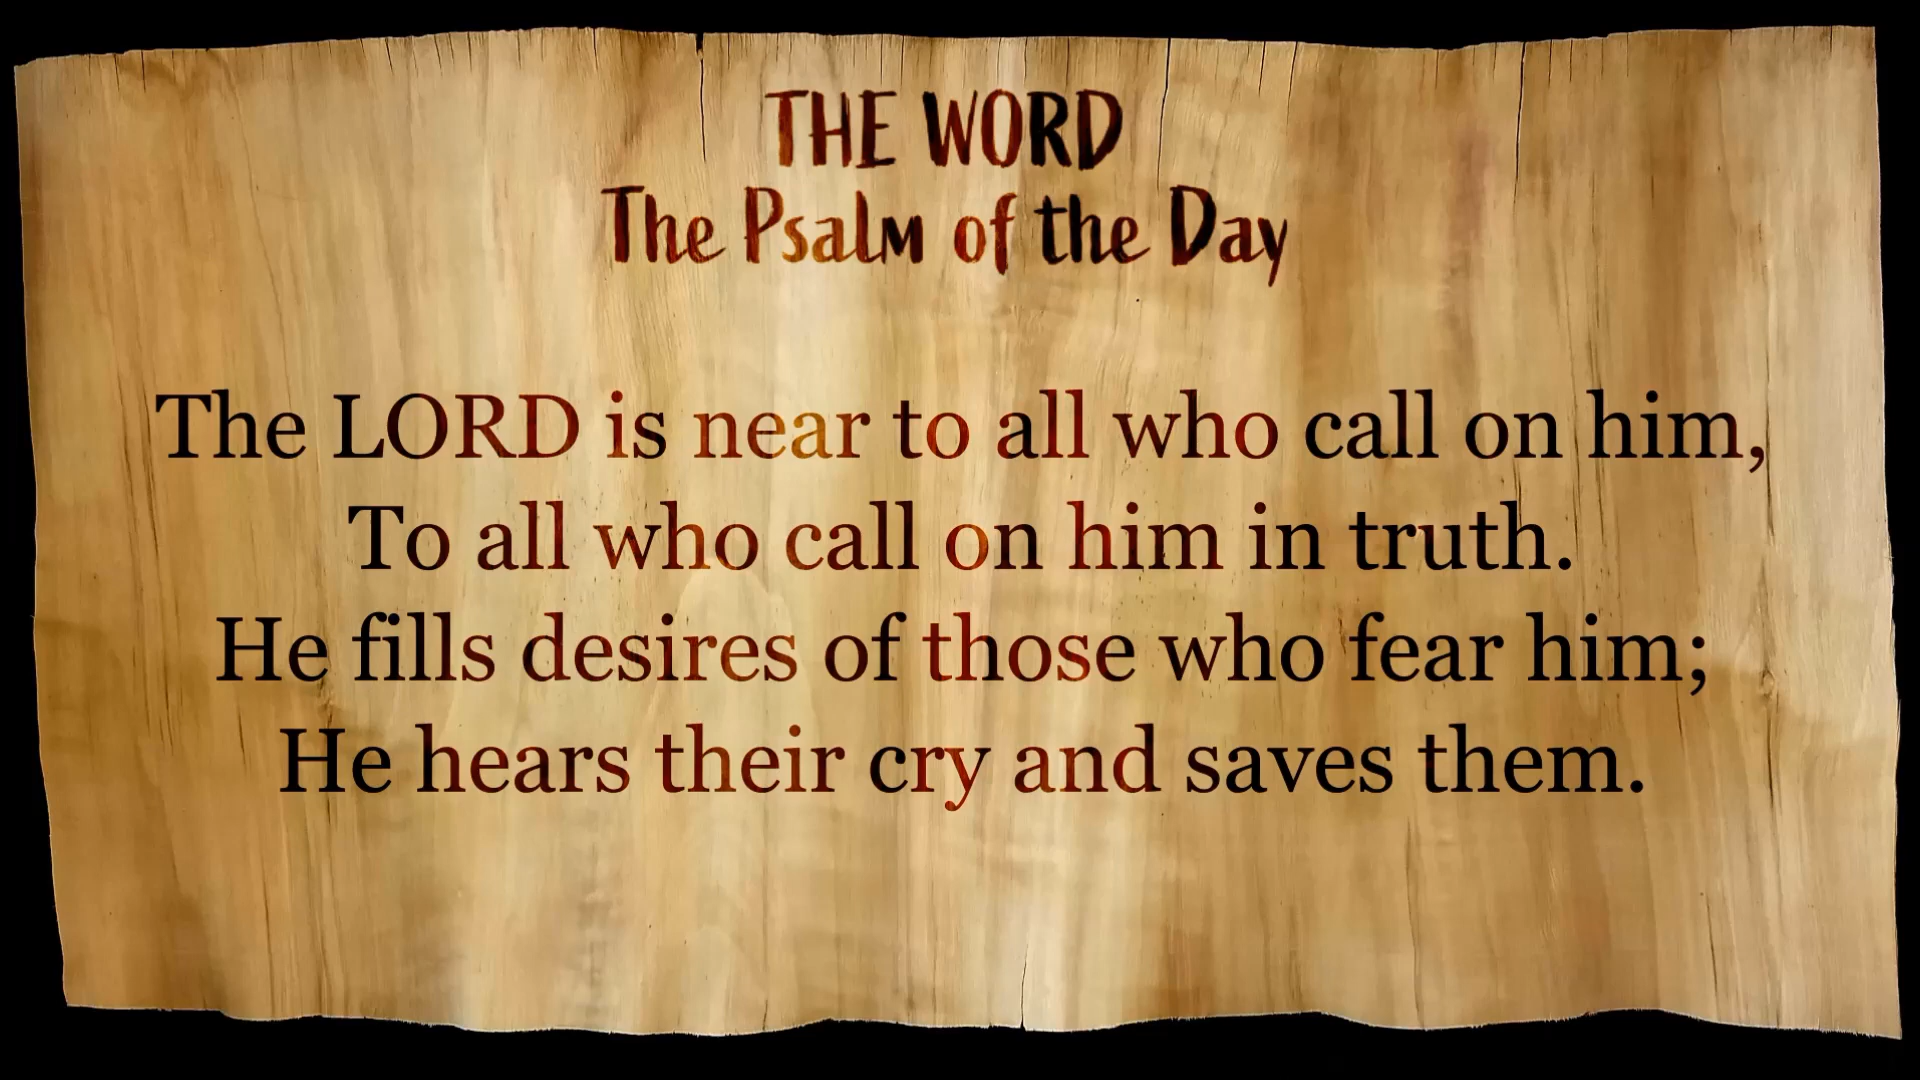 THE WORD
The Psalm of the Day
The LORD is near to all who call on him,
To all who call on him in truth.
He fills desires of those who fear him;
He hears their cry and saves them.